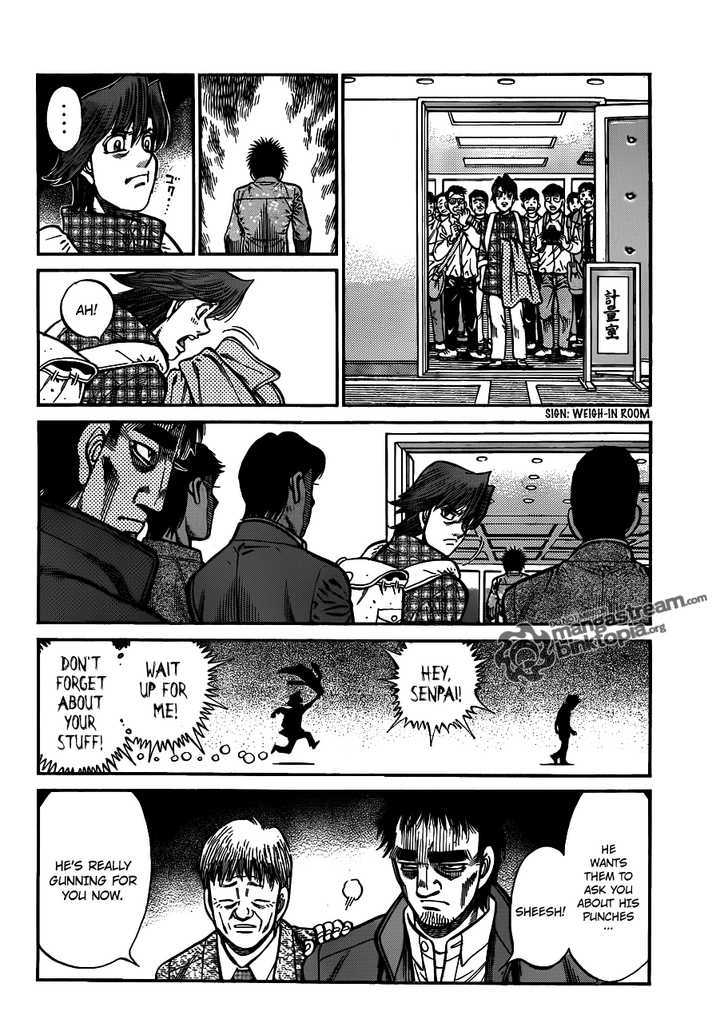 計
量
室
SIGN: WEIGH-IN ROOM
...
AH!
mangastream.com
binktopia.org
HEY,
SENPAI!
WAIT
UP FOR
ME!
DON'T
FORGET
ABOUT
YOUR
STUFF!
HE
WANTS
THEM TO
ASK YOU
ABOUT HIS
PUNCHES
...
SHEESH!
HE'S REALLY
GUNNING FOR
YOU NOW.